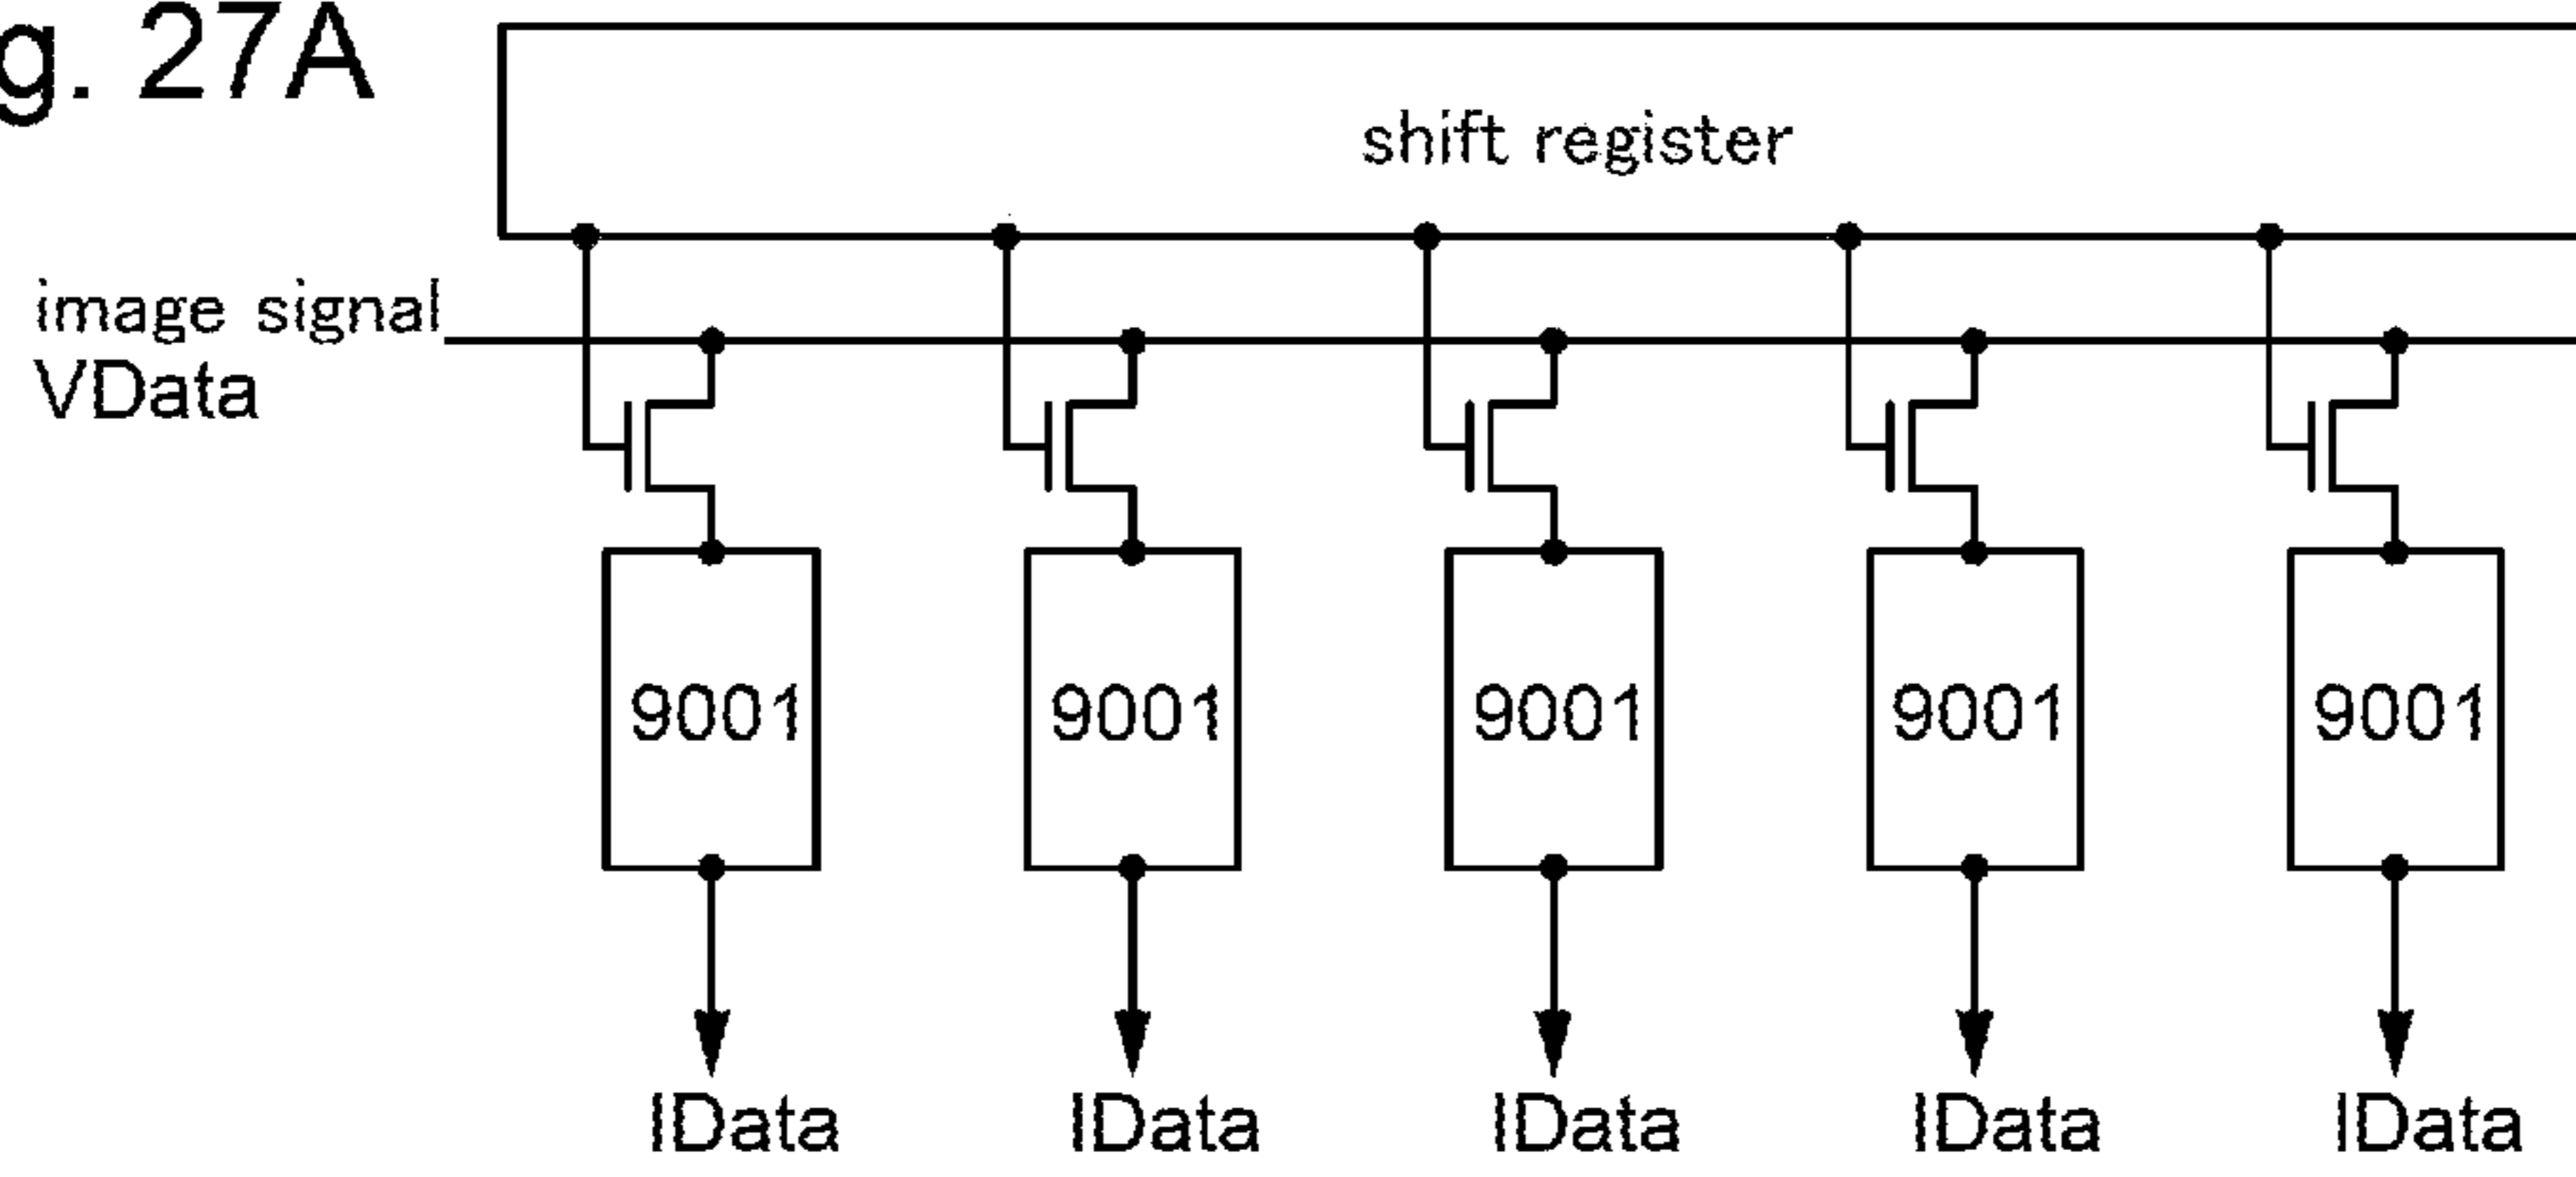 g. 27A
shift register
image signal
VData
9001 9001 9001 9001 9001
IData IData IData IData IData